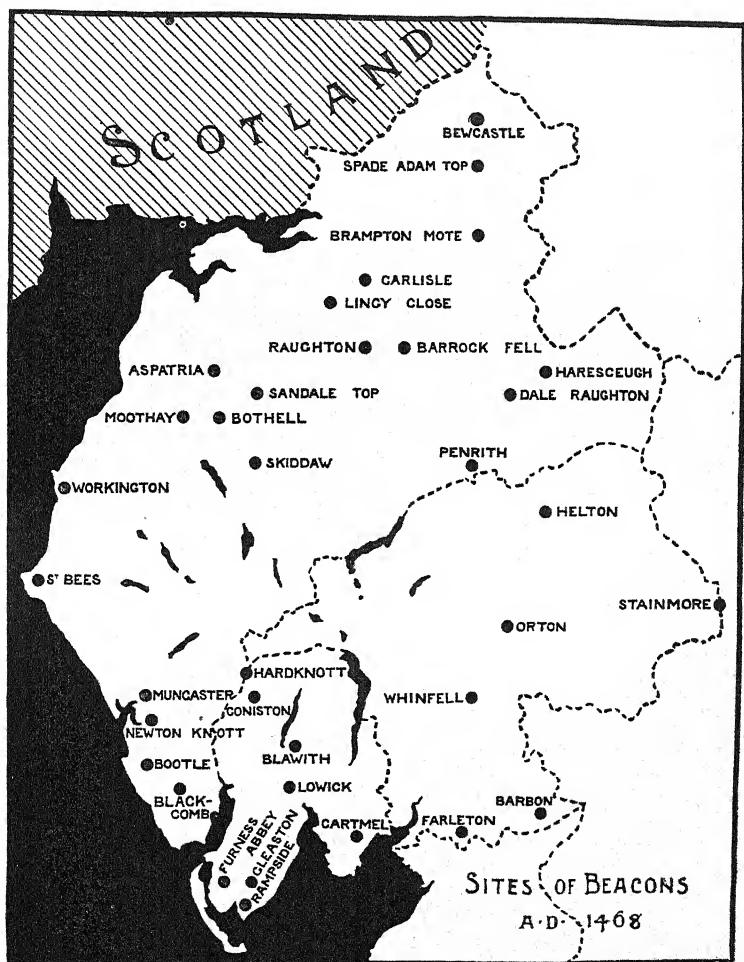 SCOTLAND
BEWCASTLE
SPADE ADAM TOP
BRAMPTON MOTE
CARLISLE
LINGY CLOSE
RAUGHTON
BARROCK FELL
ASPATRIA
HARESCEUGH
SANDALE TOP
DALE RAUGHTON
MOOTHAY
BOTHELL
PENRITH
SKIDDAW
WORKINGTON
HELTON
ST BEES
STAINMORE
ORTON
HARDKNOTT
MUNCASTER
CONISTON
WHINFELL
NEWTON KNOTT
BLAWITH
BOOTLE
LOWICK
BLACK-
COMB
BARBON
CARTMEL
FARLETON
FURNESS
ABBEY
GLEASTON
RAMPSIDE
SITES OF BEACONS
A.D. 1468